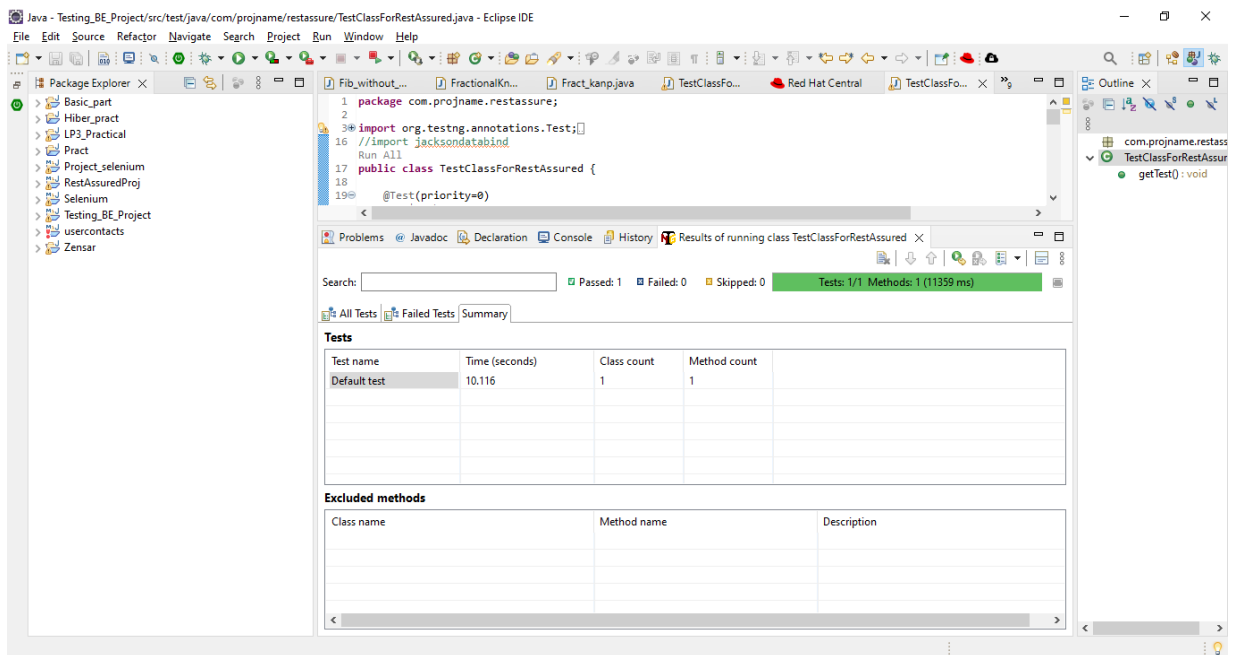 Java - Testing_BE_Project/src/test/java/com/projname/restassure/TestClassForRestAssured.java - Eclipse IDE
File Edit Source Refactor Navigate Search Project Run Window Help
Package Explorer
Basic_part
Hiber_pract
LP3_Practical
Pract
Project_selenium
RestAssuredProj
Selenium
Testing_BE_Project
usercontacts
Zensar
Fib_without_... FractionalKn... Fract_kanp.java TestClassFo... Red Hat Central TestClassFo... »9
1 package com.projname.restassure;
2
3 import org.testng.annotations.Test;
16 //import jacksondatabind
Run All
17 public class TestClassForRestAssured {
18
19 @Test(priority=0)
Problems @ Javadoc Declaration Console History Results of running class TestClassForRestAssured
Search: Passed: 1 Failed: 0 Skipped: 0 Tests: 1/1 Methods: 1 (11359 ms)
All Tests Failed Tests Summary
Tests
Test name Time (seconds) Class count Method count
Default test 10.116 1 1
Excluded methods
Class name Method name Description
Outline
com.projname.restass
TestClassForRestAssur
getTest() : void